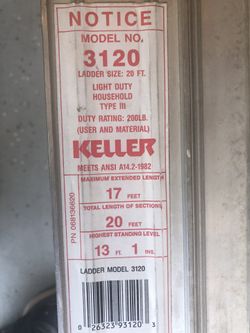 NOTICE
MODEL NO.
3120
LADDER SIZE: 20 FT.
LIGHT DUTY
HOUSEHOLD
TYPE III
DUTY RATING: 200LB.
(USER AND MATERIAL)
KELLER
MEETS ANSI A14.2-1982
MAXIMUM EXTENDED LENGTH
17 FEET
TOTAL LENGTH OF SECTIONS
20 FEET
HIGHEST STANDING LEVEL
13 FT. 1 INS.
LADDER MODEL 3120
0 26323 93120 3
PN 068136620